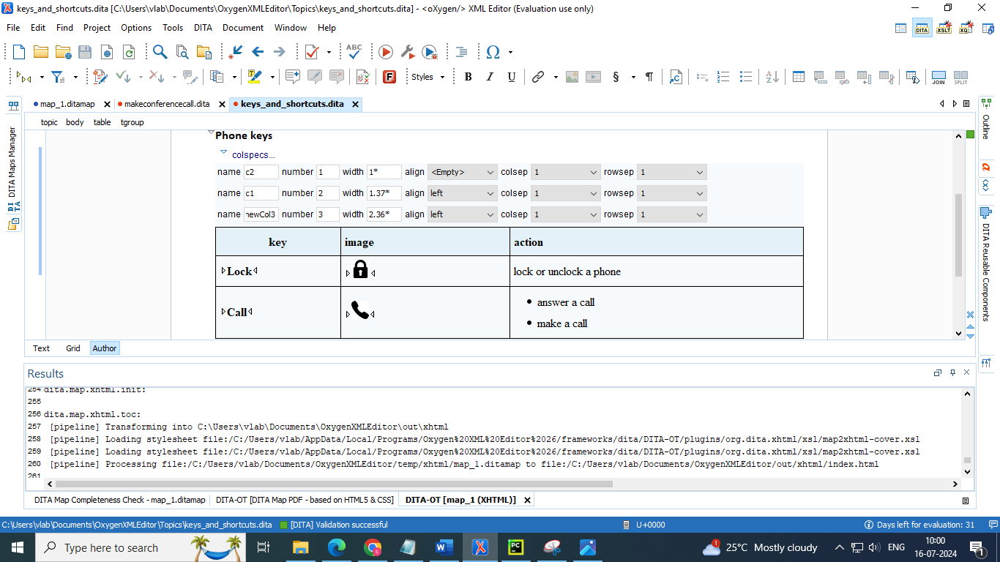 keys_and_shortcuts.dita [C:\Users\vlab\Documents\OxygenXMLEditor\Topics\keys_and_shortcuts.dita] - <oXygen/> XML Editor (Evaluation use only)
File Edit Find Project Options Tools DITA Document Window Help
DITA XSLT XQ
ABC
Styles B I U § ¶ JOIN SPLIT
map_1.ditamap makeconferencecall.dita keys_and_shortcuts.dita
topic body table tgroup
DITA Maps Manager
Outline
DITA Reusable Components
Phone keys
colspecs...
name c2 number 1 width 1* align <Empty> colsep 1 rowsep 1
name c1 number 2 width 1.37* align left colsep 1 rowsep 1
name newCol3 number 3 width 2.36* align left colsep 1 rowsep 1
key image action
Lock lock or unclock a phone
Call
• answer a call
• make a call
Text Grid Author
Results
254 dita.map.xhtml.init:
255
256 dita.map.xhtml.toc:
257 [pipeline] Transforming into C:\Users\vlab\Documents\OxygenXMLEditor\out\xhtml
258 [pipeline] Loading stylesheet file:/C:/Users/vlab/AppData/Local/Programs/Oxygen%20XML%20Editor%2026/frameworks/dita/DITA-OT/plugins/org.dita.xhtml/xsl/map2xhtml-cover.xsl
259 [pipeline] Loading stylesheet file:/C:/Users/vlab/AppData/Local/Programs/Oxygen%20XML%20Editor%2026/frameworks/dita/DITA-OT/plugins/org.dita.xhtml/xsl/map2xhtml-cover.xsl
260 [pipeline] Processing file:/C:/Users/vlab/Documents/OxygenXMLEditor/temp/xhtml/map_1.ditamap to file:/C:/Users/vlab/Documents/OxygenXMLEditor/out/xhtml/index.html
261
DITA Map Completeness Check - map_1.ditamap DITA-OT [DITA Map PDF - based on HTML5 & CSS] DITA-OT [map_1 (XHTML)]
C:\Users\vlab\Documents\OxygenXMLEditor\Topics\keys_and_shortcuts.dita [DITA] Validation successful U+0000 Days left for evaluation: 31
Type here to search 25°C Mostly cloudy ENG 10:00
16-07-2024